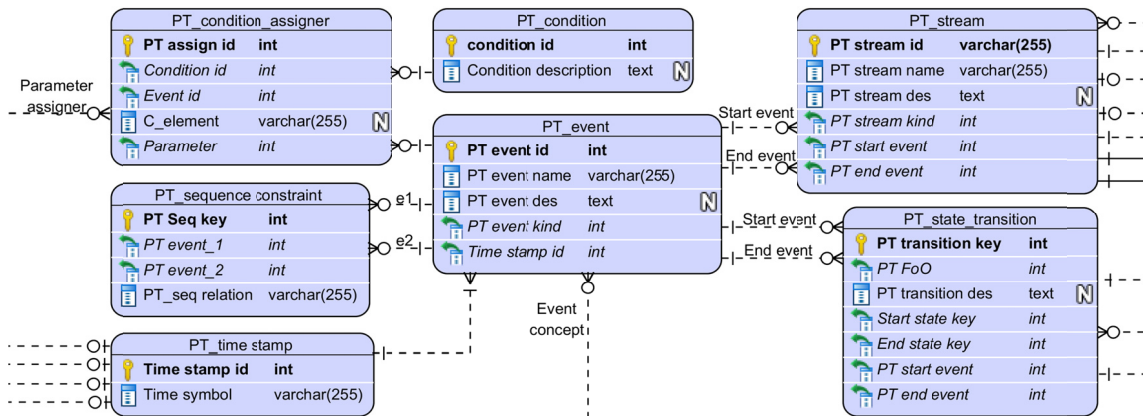 PT_condition_assigner
PT assign id int
Condition id int
Event id int
C_element varchar(255) N
Parameter int
Parameter
assigner
PT_condition
condition id int
Condition description text N
PT_stream
PT stream id varchar(255)
PT stream name varchar(255)
PT stream des text N
PT stream kind int
PT start event int
PT end event int
PT_event
PT event id int
PT event name varchar(255)
PT event des text N
PT event kind int
Time stamp id int
Start event
End event
Start event
End event
PT_sequence constraint
PT Seq key int
PT event_1 int
PT event_2 int
PT_seq relation varchar(255)
e1
e2
PT_state_transition
PT transition key int
PT FoO int
PT transition des text N
Start state key int
End state key int
PT start event int
PT end event int
Event
concept
PT_time stamp
Time stamp id int
Time symbol varchar(255)